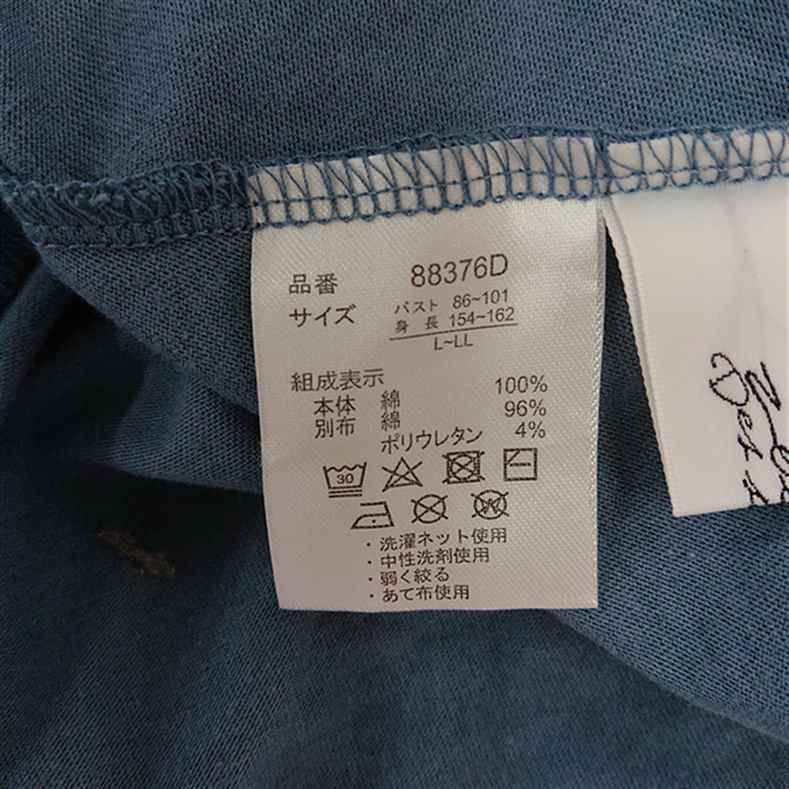 品番 88376D
サイズ バスト 86~101
身長 154~162
L~LL
組成表示
本体 綿 100%
別布 綿 96%
ポリウレタン 4%
30
・洗濯ネット使用
・中性洗剤使用
・弱く絞る
・あて布使用